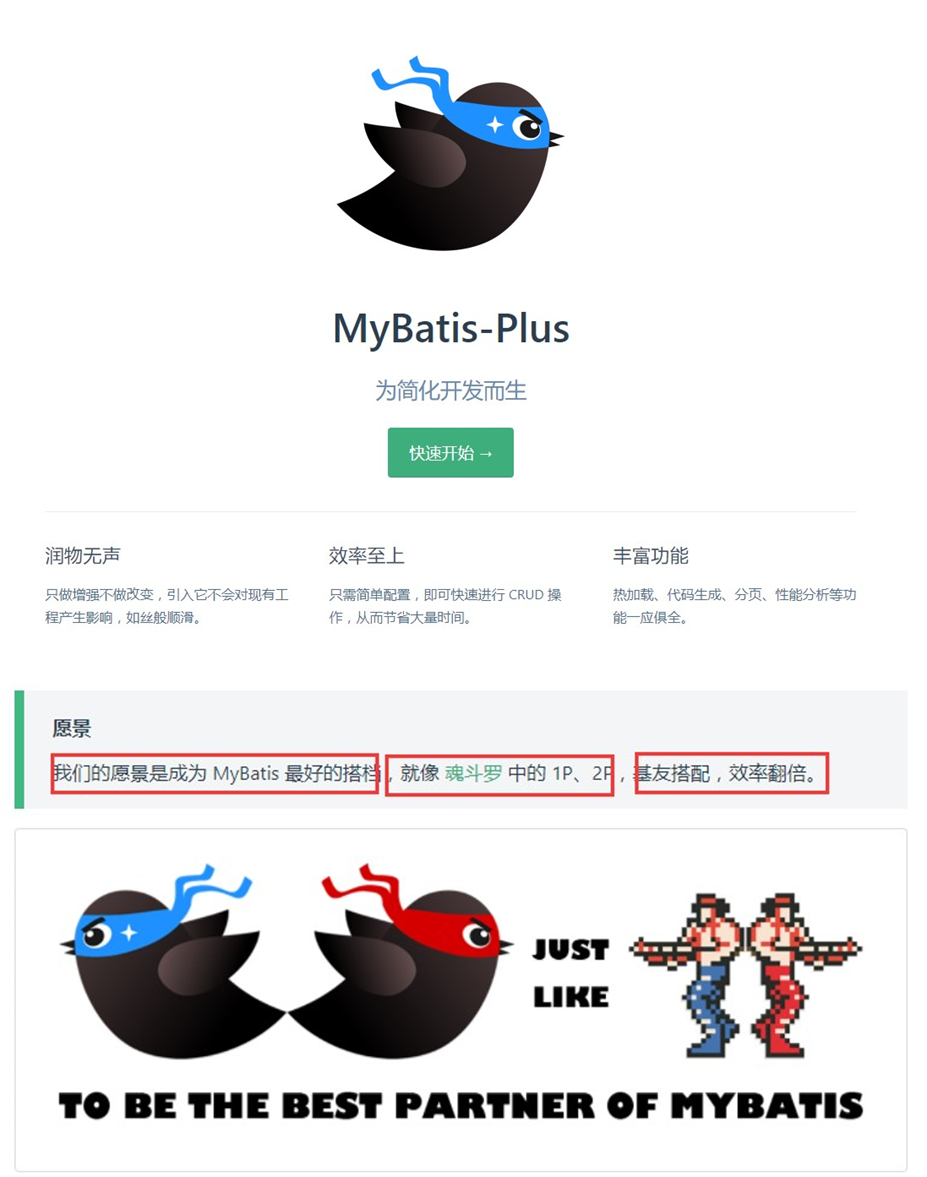 MyBatis-Plus
为简化开发而生
快速开始 →
润物无声
只做增强不做改变，引入它不会对现有工
程产生影响，如丝般顺滑。
效率至上
只需简单配置，即可快速进行 CRUD 操
作，从而节省大量时间。
丰富功能
热加载、代码生成、分页、性能分析等功
能一应俱全。
愿景
我们的愿景是成为 MyBatis 最好的搭档，就像 魂斗罗 中的 1P、2P，基友搭配，效率翻倍。
JUST
LIKE
TO BE THE BEST PARTNER OF MYBATIS